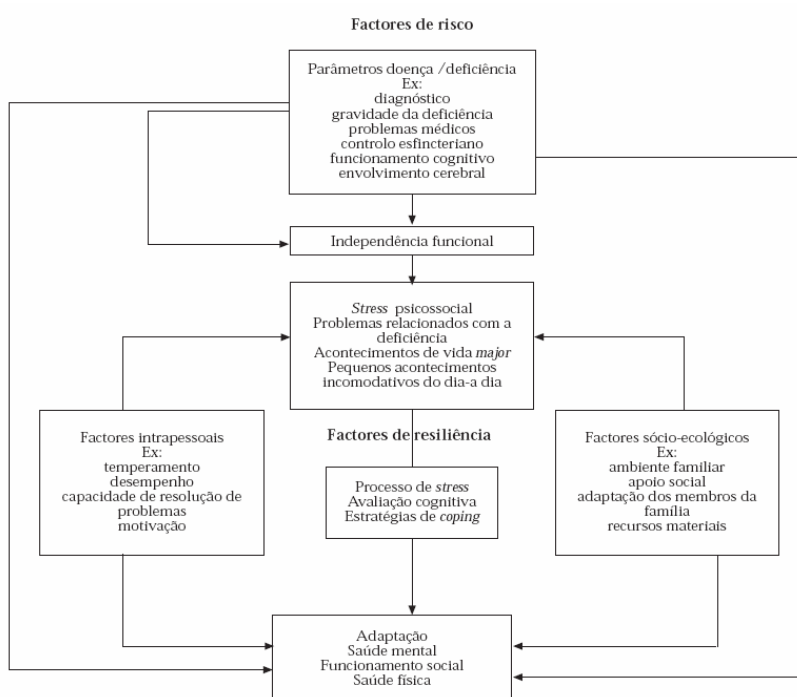 Factores de risco
Parâmetros doença /deficiência
Ex:
diagnóstico
gravidade da deficiência
problemas médicos
controlo esfincteriano
funcionamento cognitivo
envolvimento cerebral
Independência funcional
Stress psicossocial
Problemas relacionados com a
deficiência
Acontecimentos de vida major
Pequenos acontecimentos
incomodativos do dia-a dia
Factores intrapessoais
Ex:
temperamento
desempenho
capacidade de resolução de
problemas
motivação
Factores de resiliência
Processo de stress
Avaliação cognitiva
Estratégias de coping
Factores sócio-ecológicos
Ex:
ambiente familiar
apoio social
adaptação dos membros da
família
recursos materiais
Adaptação
Saúde mental
Funcionamento social
Saúde física